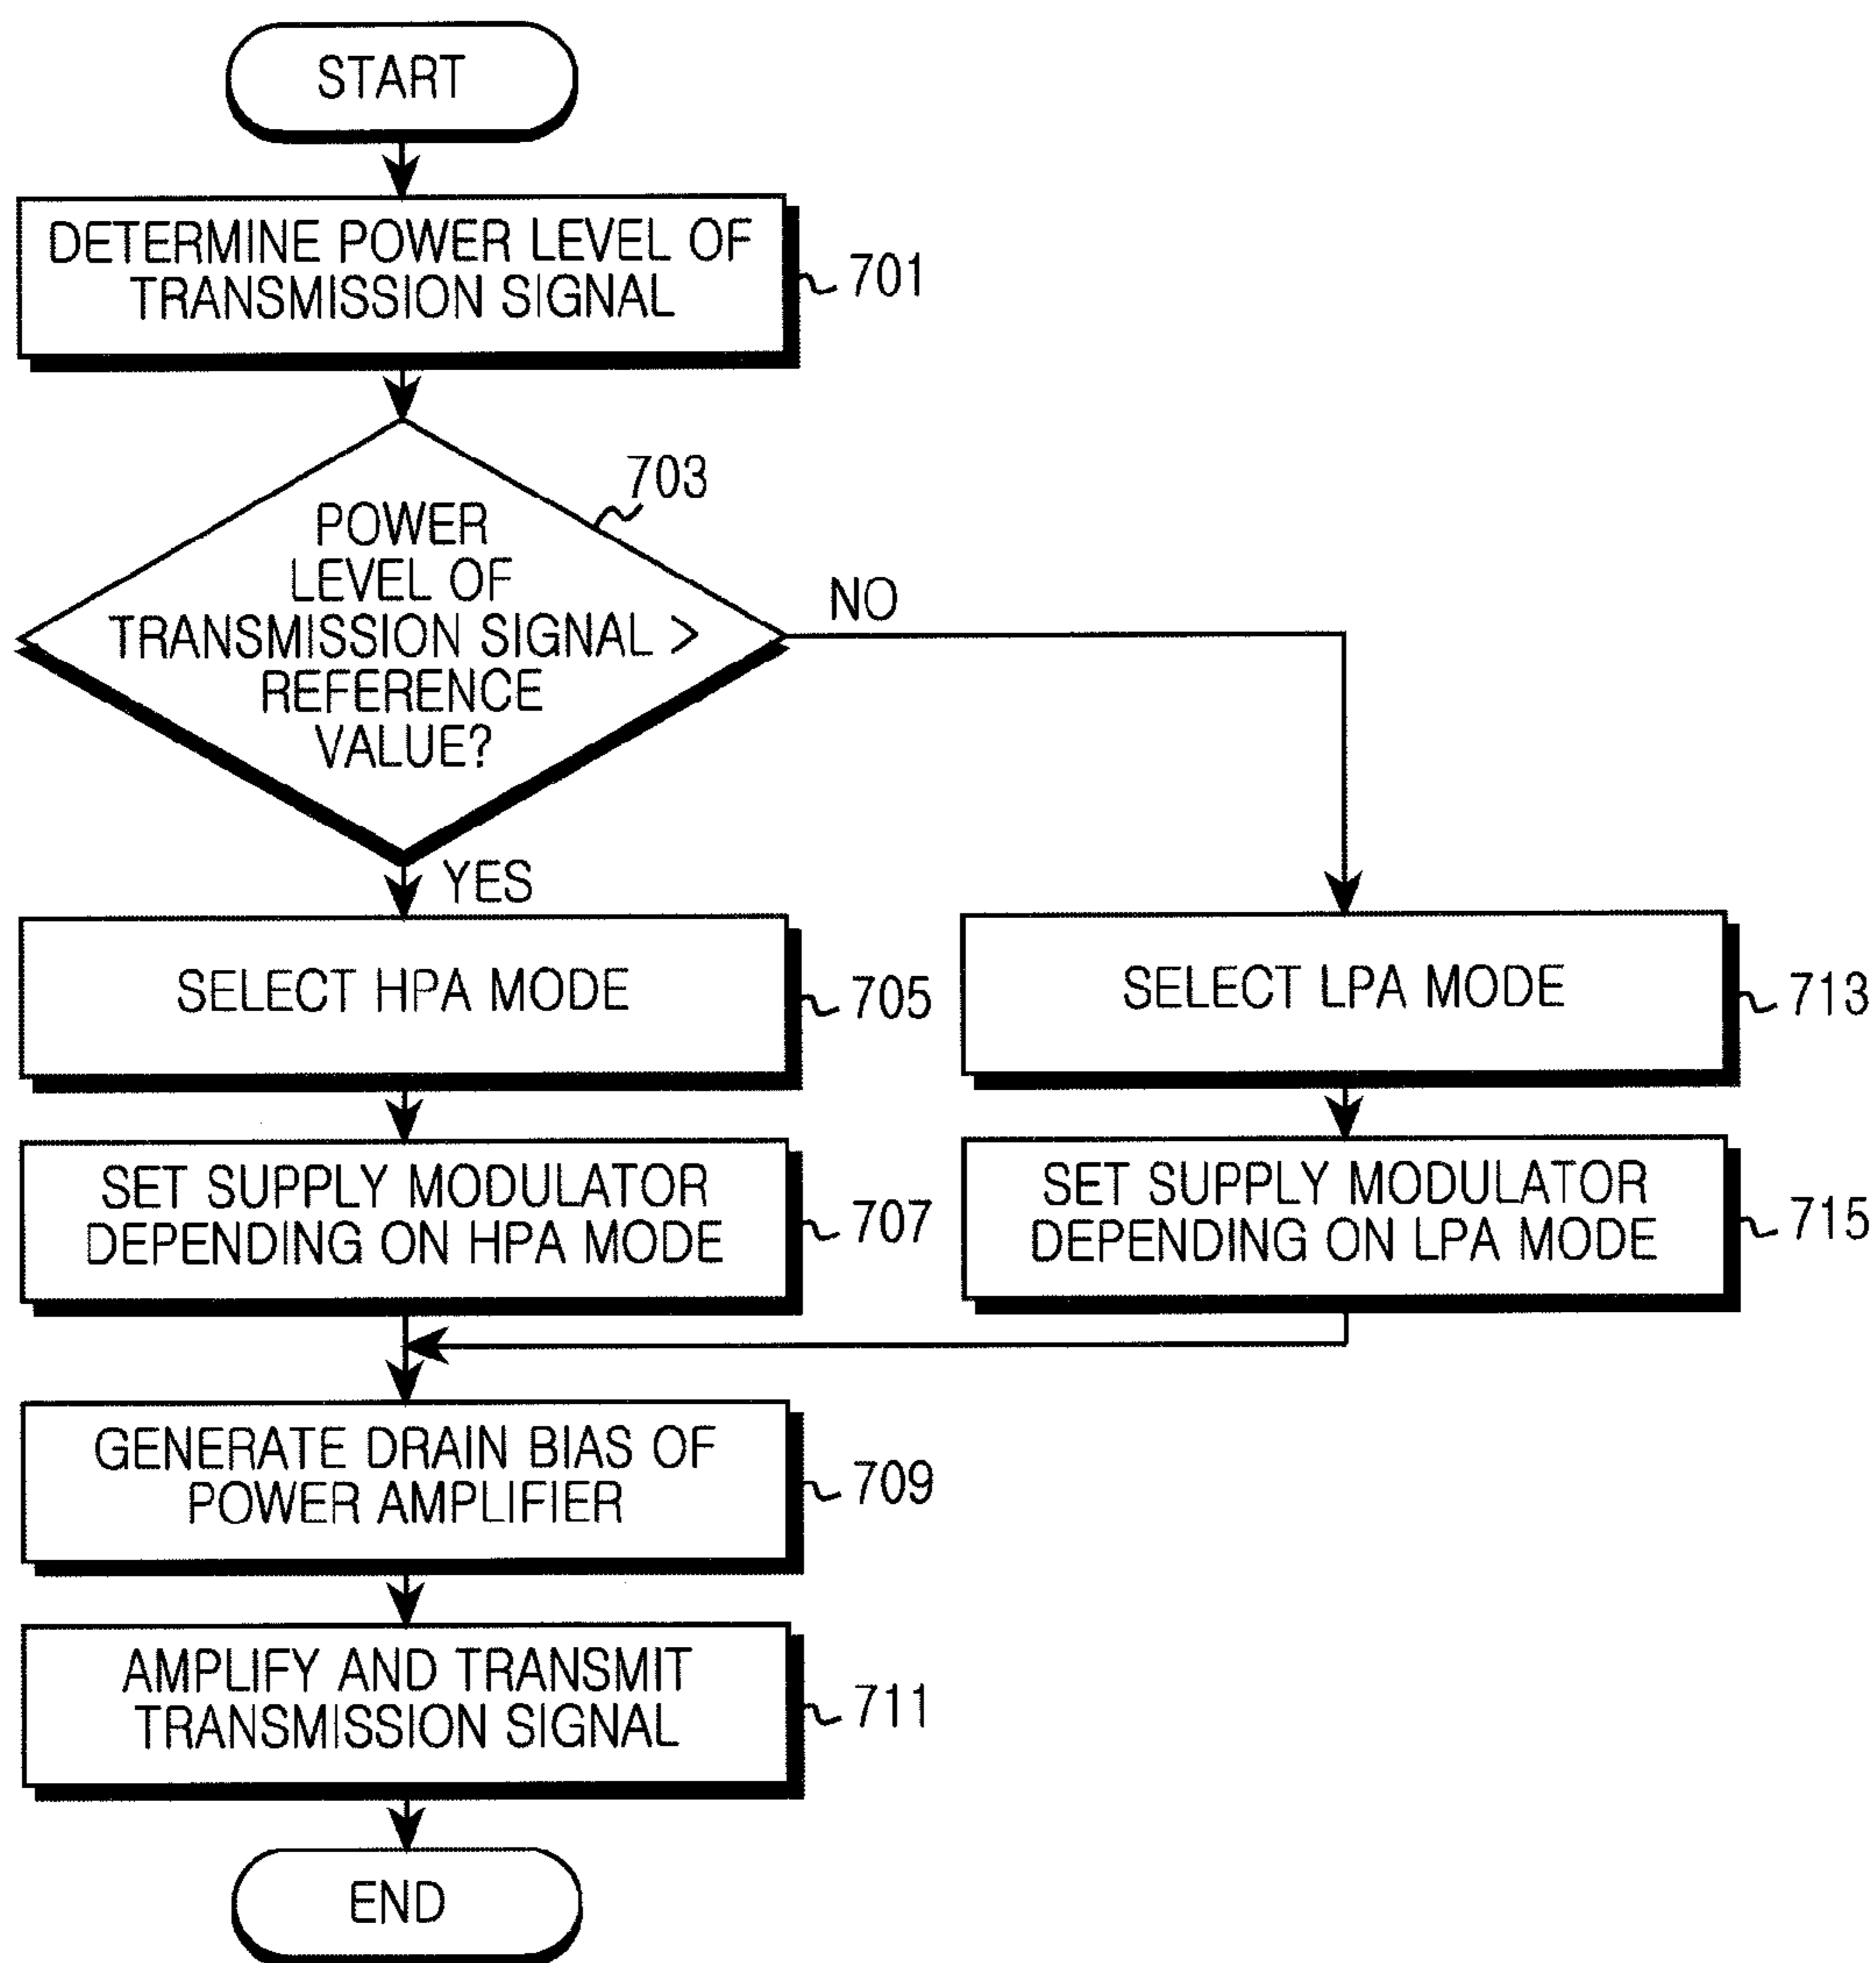 START
DETERMINE POWER LEVEL OF
TRANSMISSION SIGNAL
701
703
POWER
LEVEL OF
TRANSMISSION SIGNAL >
REFERENCE
VALUE?
NO
YES
SELECT HPA MODE
705
SELECT LPA MODE
713
SET SUPPLY MODULATOR
DEPENDING ON HPA MODE
707
SET SUPPLY MODULATOR
DEPENDING ON LPA MODE
715
GENERATE DRAIN BIAS OF
POWER AMPLIFIER
709
AMPLIFY AND TRANSMIT
TRANSMISSION SIGNAL
711
END